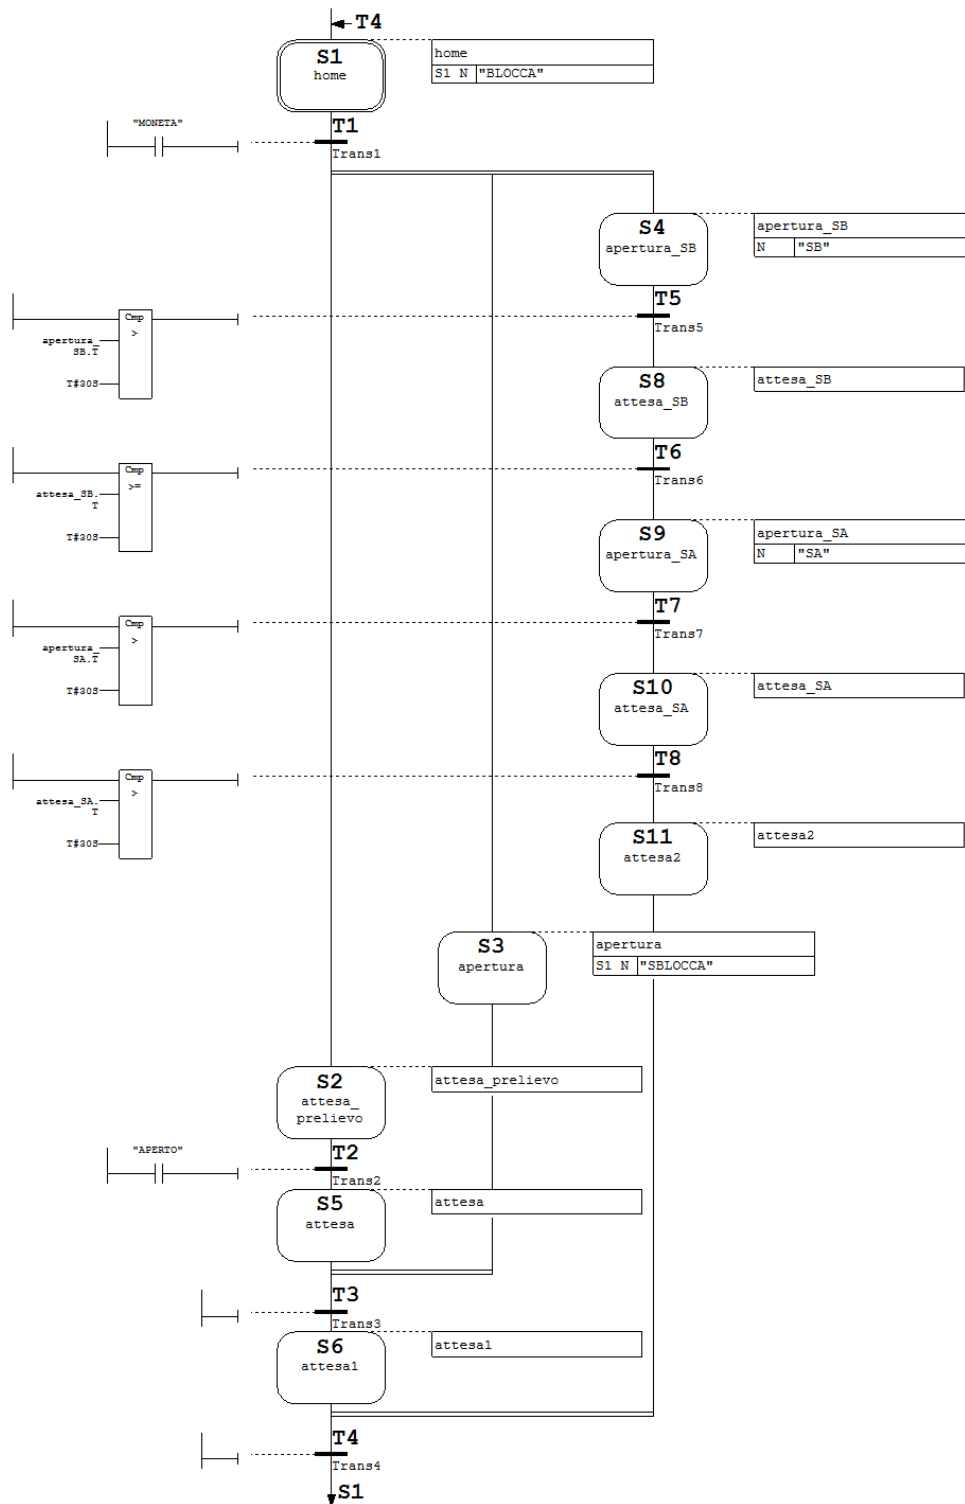 T4
S1
home
home
S1 N "BLOCCA"
"MONETA"
T1
Trans1
S4
apertura_SB
apertura_SB
N "SB"
T5
Trans5
Cmp
>
apertura_
SB.T
T#30S
S8
attesa_SB
attesa_SB
T6
Trans6
Cmp
>=
attesa_SB.
T
T#30S
S9
apertura_SA
apertura_SA
N "SA"
T7
Trans7
Cmp
>
apertura_
SA.T
T#30S
S10
attesa_SA
attesa_SA
T8
Trans8
Cmp
>
attesa_SA.
T
T#30S
S11
attesa2
attesa2
S3
apertura
apertura
S1 N "SBLOCCA"
S2
attesa_
prelievo
attesa_prelievo
"APERTO"
T2
Trans2
S5
attesa
attesa
T3
Trans3
S6
attesa1
attesa1
T4
Trans4
S1